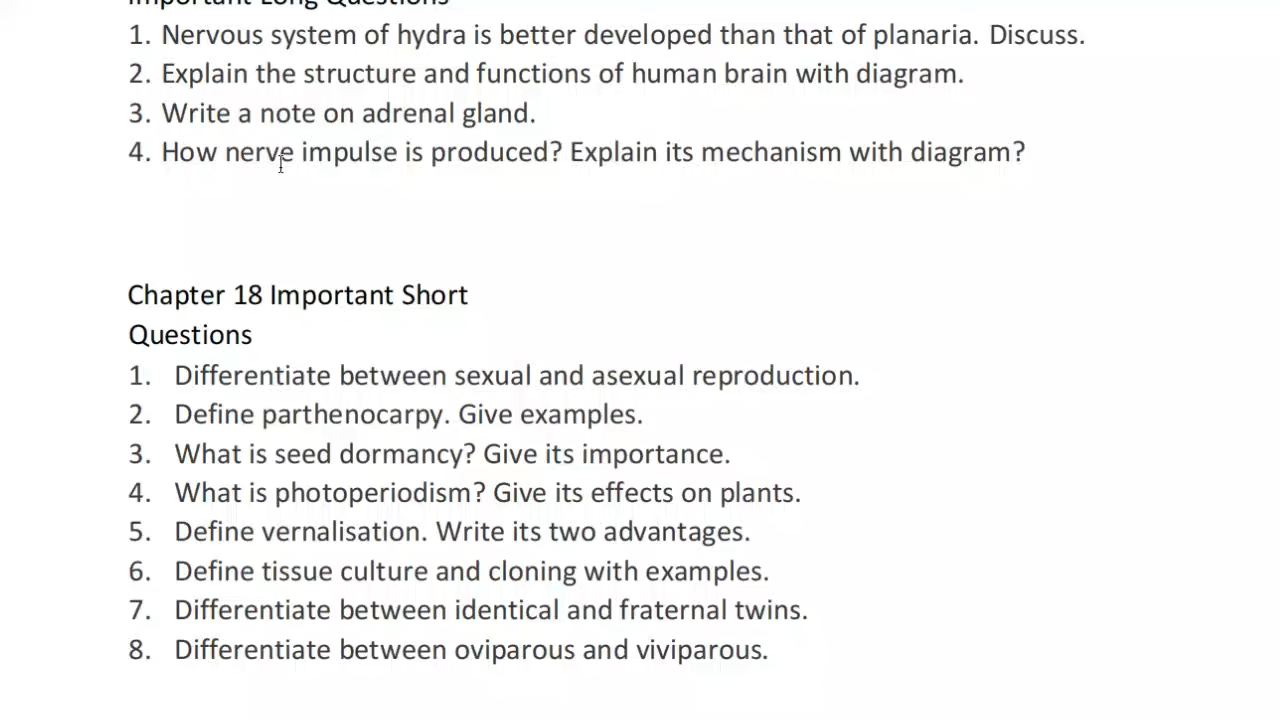 Important Long Questions
1. Nervous system of hydra is better developed than that of planaria. Discuss.
2. Explain the structure and functions of human brain with diagram.
3. Write a note on adrenal gland.
4. How nerve impulse is produced? Explain its mechanism with diagram?
Chapter 18 Important Short
Questions
1. Differentiate between sexual and asexual reproduction.
2. Define parthenocarpy. Give examples.
3. What is seed dormancy? Give its importance.
4. What is photoperiodism? Give its effects on plants.
5. Define vernalisation. Write its two advantages.
6. Define tissue culture and cloning with examples.
7. Differentiate between identical and fraternal twins.
8. Differentiate between oviparous and viviparous.